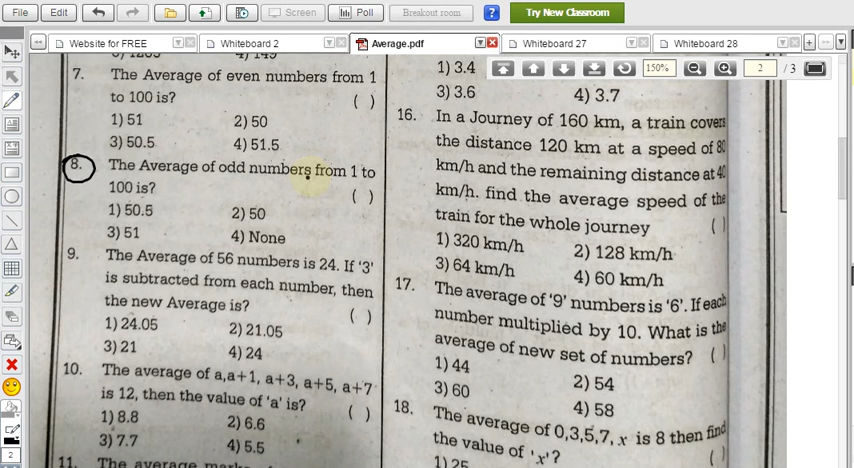 File
Edit
Screen
Poll
Breakout room
?
Try New Classroom
Website for FREE
Whiteboard 2
Average.pdf
Whiteboard 27
Whiteboard 28
150%
2
/ 3
7. The Average of even numbers from 1
to 100 is? ( )
1) 51 2) 50
3) 50.5 4) 51.5
8. The Average of odd numbers from 1 to
100 is? ( )
1) 50.5 2) 50
3) 51 4) None
9. The Average of 56 numbers is 24. If '3'
is subtracted from each number, then
the new Average is? ( )
1) 24.05 2) 21.05
3) 21 4) 24
10. The average of a,a+1, a+3, a+5, a+7
is 12, then the value of 'a' is? ( )
1) 8.8 2) 6.6
3) 7.7 4) 5.5
11. The average
1) 3.4
3) 3.6 4) 3.7
16. In a Journey of 160 km, a train covers
the distance 120 km at a speed of 80
km/h and the remaining distance at 40
km/h. find the average speed of the
train for the whole journey ( )
1) 320 km/h 2) 128 km/h
3) 64 km/h 4) 60 km/h
17. The average of '9' numbers is '6'. If each
number multiplied by 10. What is the
average of new set of numbers? ( )
1) 44 2) 54
3) 60 4) 58
18. The average of 0,3,5,7, x is 8 then find
the value of 'x'? ( )
1) 25
2